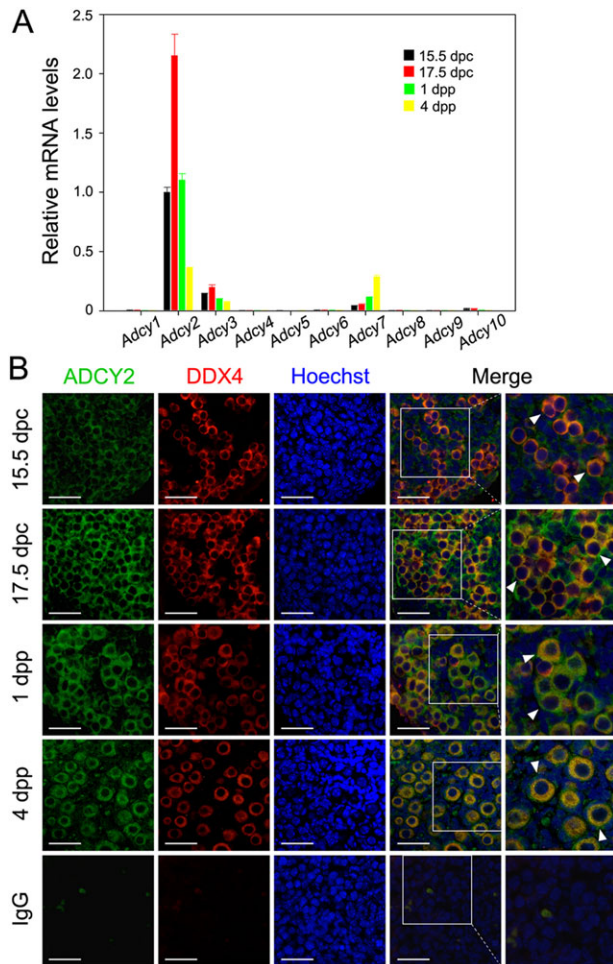 A
Relative mRNA levels
2.5
2.0
1.5
1.0
0.5
0
15.5 dpc
17.5 dpc
1 dpp
4 dpp
Adcy1
Adcy2
Adcy3
Adcy4
Adcy5
Adcy6
Adcy7
Adcy8
Adcy9
Adcy10
B
ADCY2 DDX4 Hoechst Merge
15.5 dpc
17.5 dpc
1 dpp
4 dpp
IgG